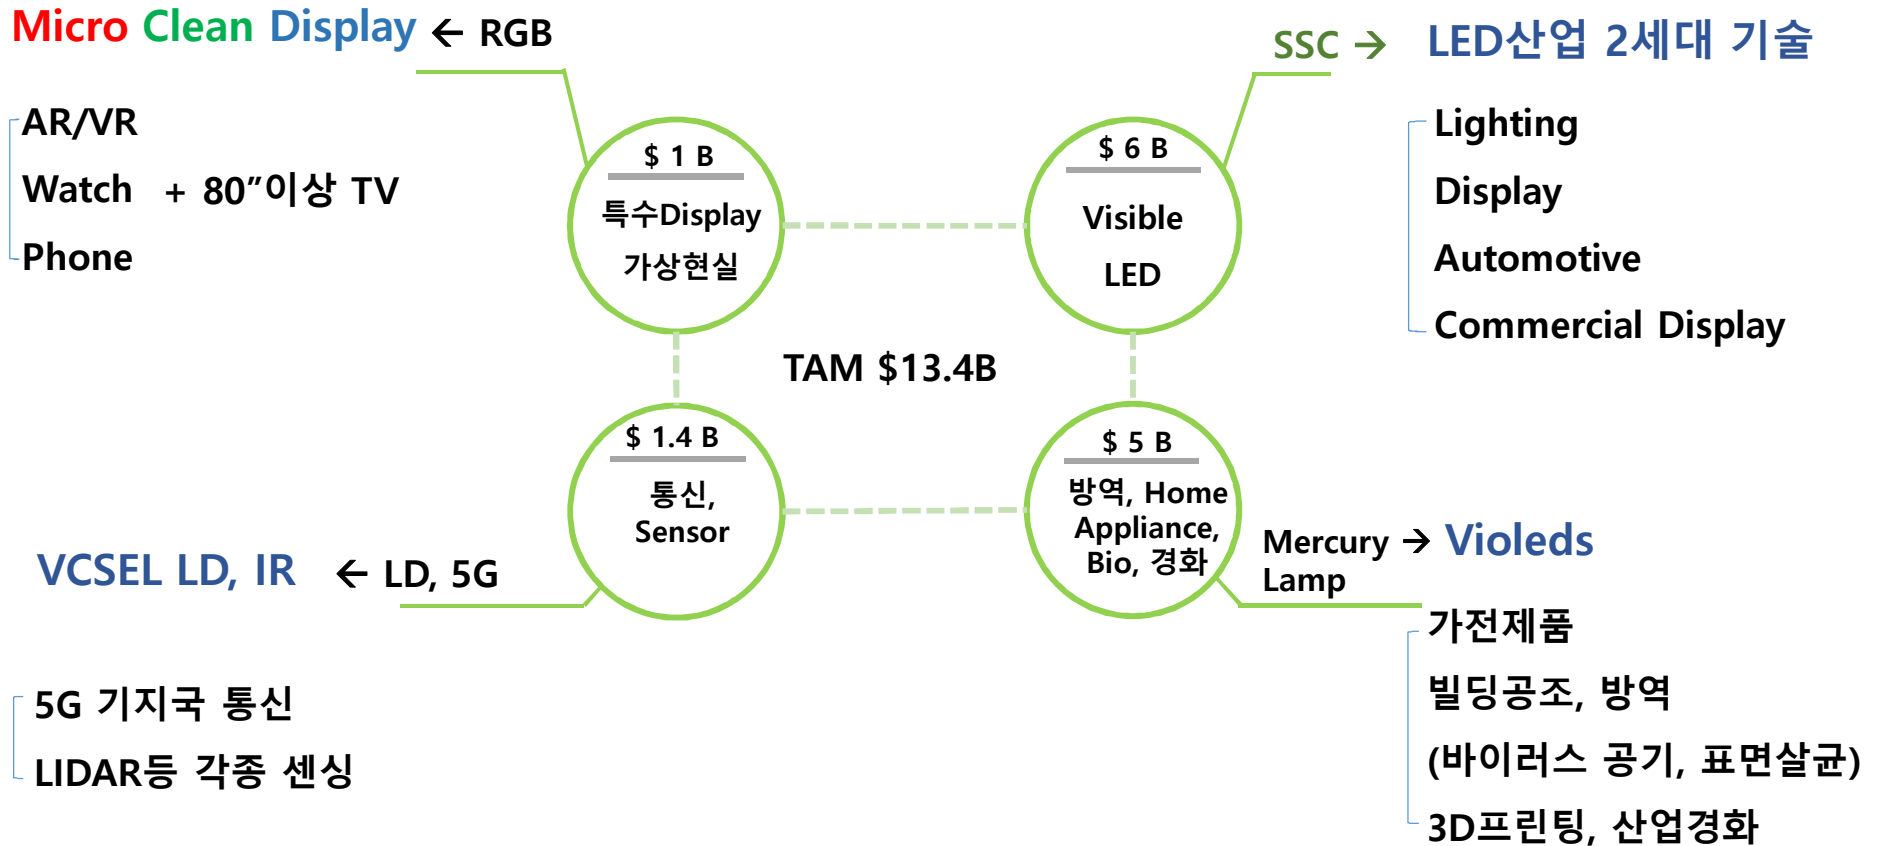 Micro Clean Display ← RGB
AR/VR
Watch + 80”이상 TV
Phone
$ 1 B
특수Display
가상현실
SSC → LED산업 2세대 기술
$ 6 B
Visible
LED
Lighting
Display
Automotive
Commercial Display
TAM $13.4B
$ 1.4 B
통신,
Sensor
VCSEL LD, IR ← LD, 5G
5G 기지국 통신
LIDAR등 각종 센싱
$ 5 B
방역, Home
Appliance,
Bio, 경화
Mercury → Violeds
Lamp
가전제품
빌딩공조, 방역
(바이러스 공기, 표면살균)
3D프린팅, 산업경화